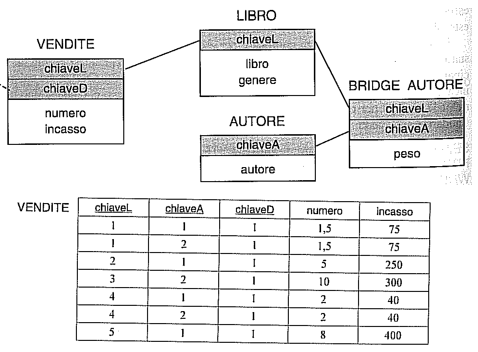 LIBRO
VENDITE
chiaveL
chiaveL
libro
chiaveD
genere
BRIDGE AUTORE
numero
chiaveL
incasso
AUTORE
chiaveA
chiaveA
autore
peso
VENDITE
chiaveL chiaveA chiaveD numero incasso
1 1 1 1,5 75
1 2 1 1,5 75
2 1 1 5 250
3 2 1 10 300
4 1 1 2 40
4 2 1 2 40
5 1 1 8 400